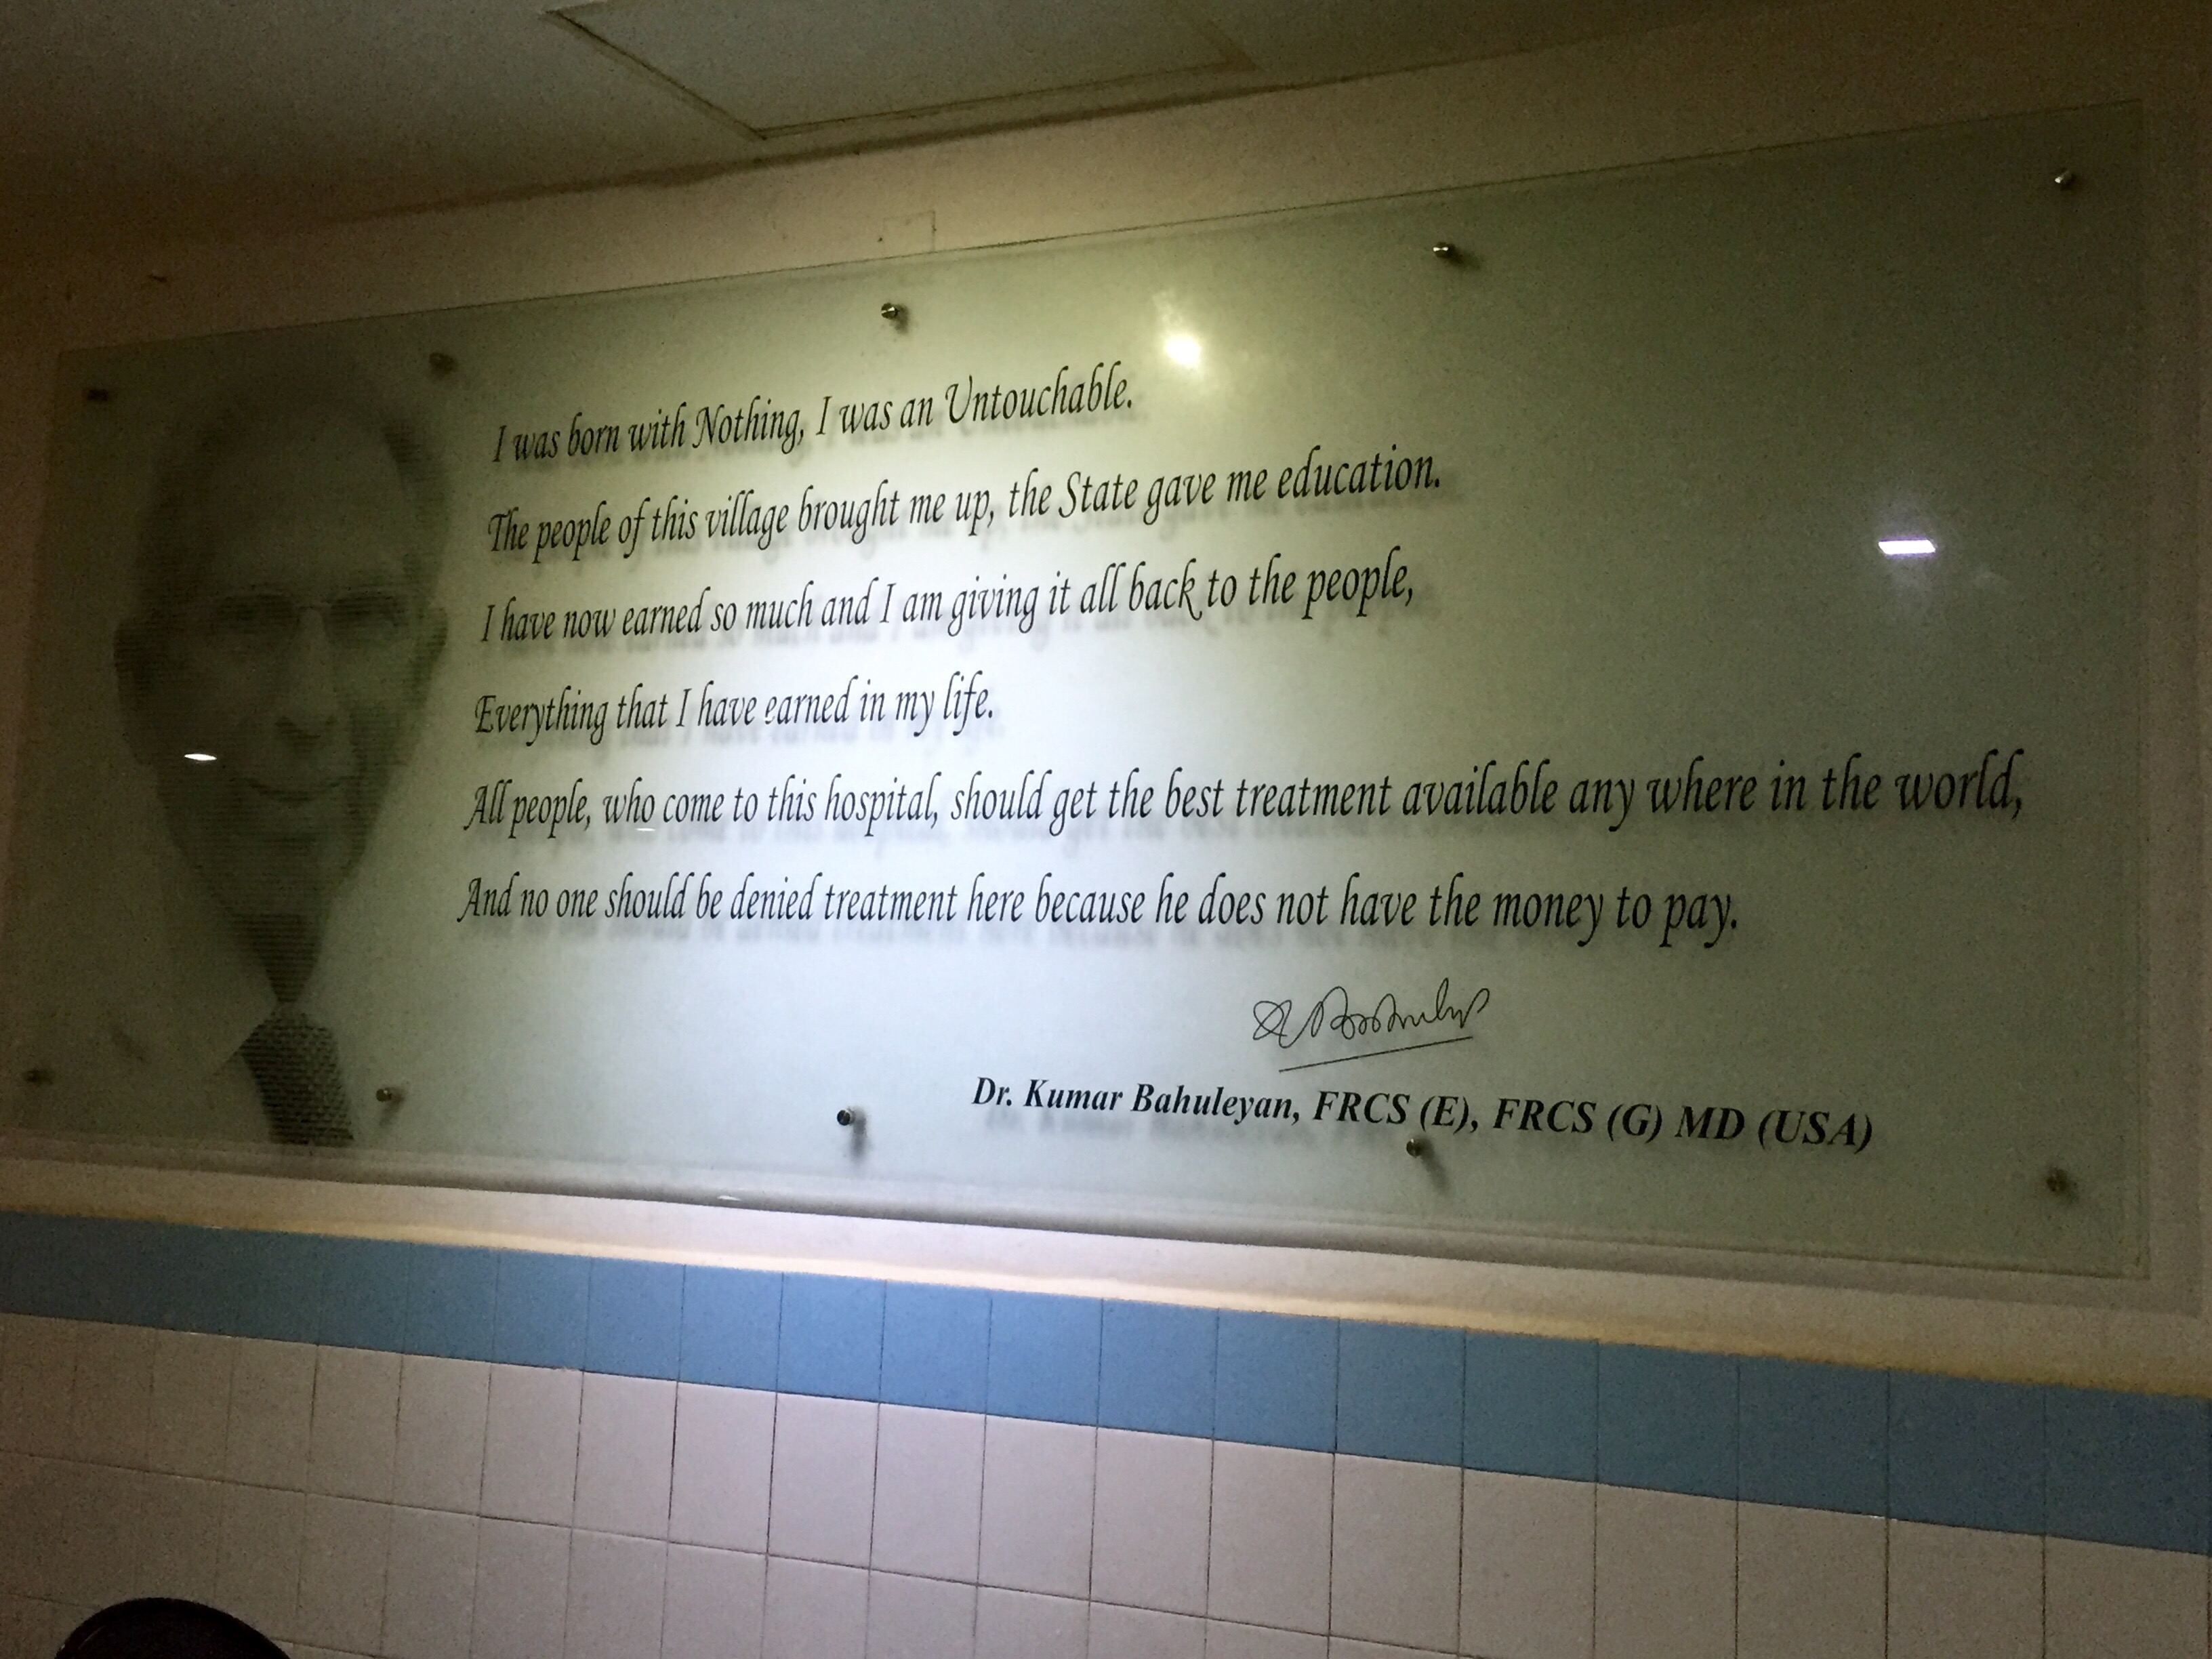 I was born with Nothing, I was an Untouchable.
The people of this village brought me up, the State gave me education.
I have now earned so much and I am giving it all back to the people,
Everything that I have earned in my life.
All people, who come to this hospital, should get the best treatment available any where in the world,
And no one should be denied treatment here because he does not have the money to pay.
Dr. Kumar Bahuleyan, FRCS (E), FRCS (G) MD (USA)